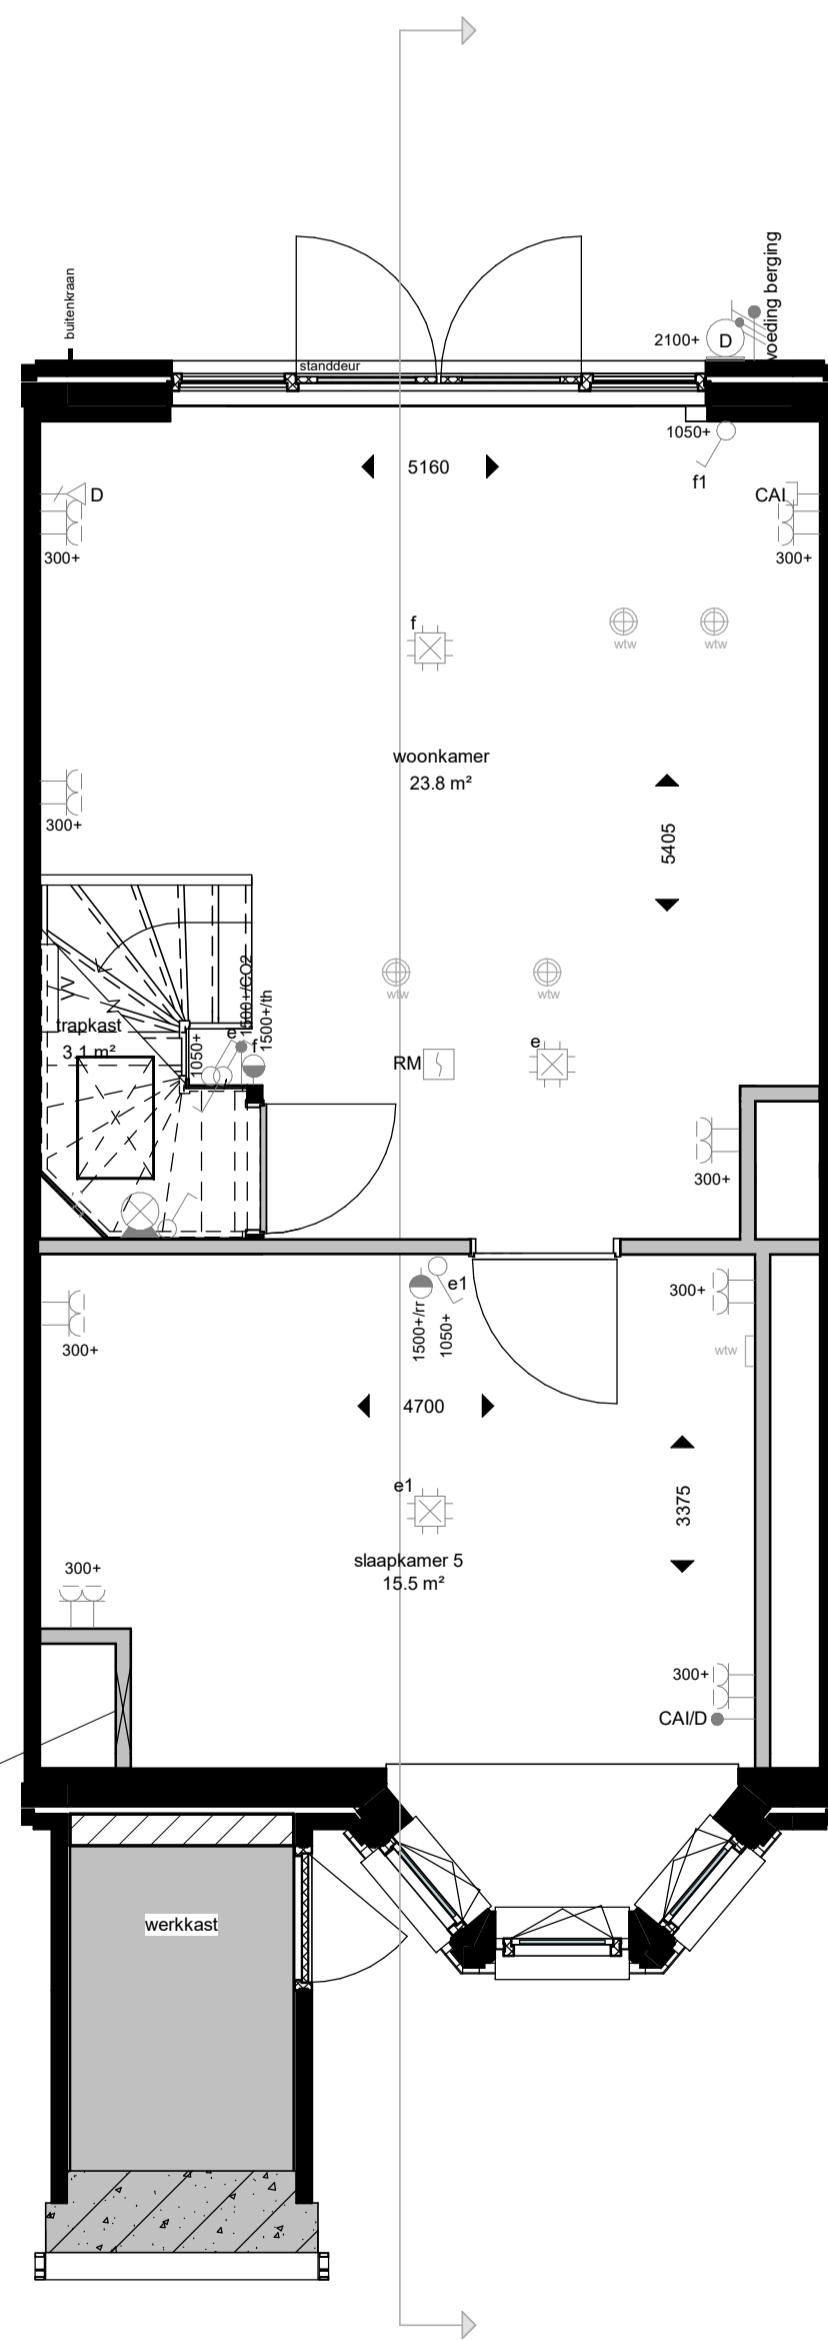 buitenkraan
voeding berging
2100+
D
standdeur
1050+
f1
5160
D
300+
CAI
300+
f
wtw
wtw
woonkamer
23.8 m²
5405
300+
VV
trapkast
3.1 m²
1050+
e
f
1500+/CO2
1500+/th
wtw
wtw
RM
e
300+
300+
1500+/rr
1050+
e1
300+
wtw
4700
3375
e1
slaapkamer 5
15.5 m²
300+
300+
CAI/D
werkkast